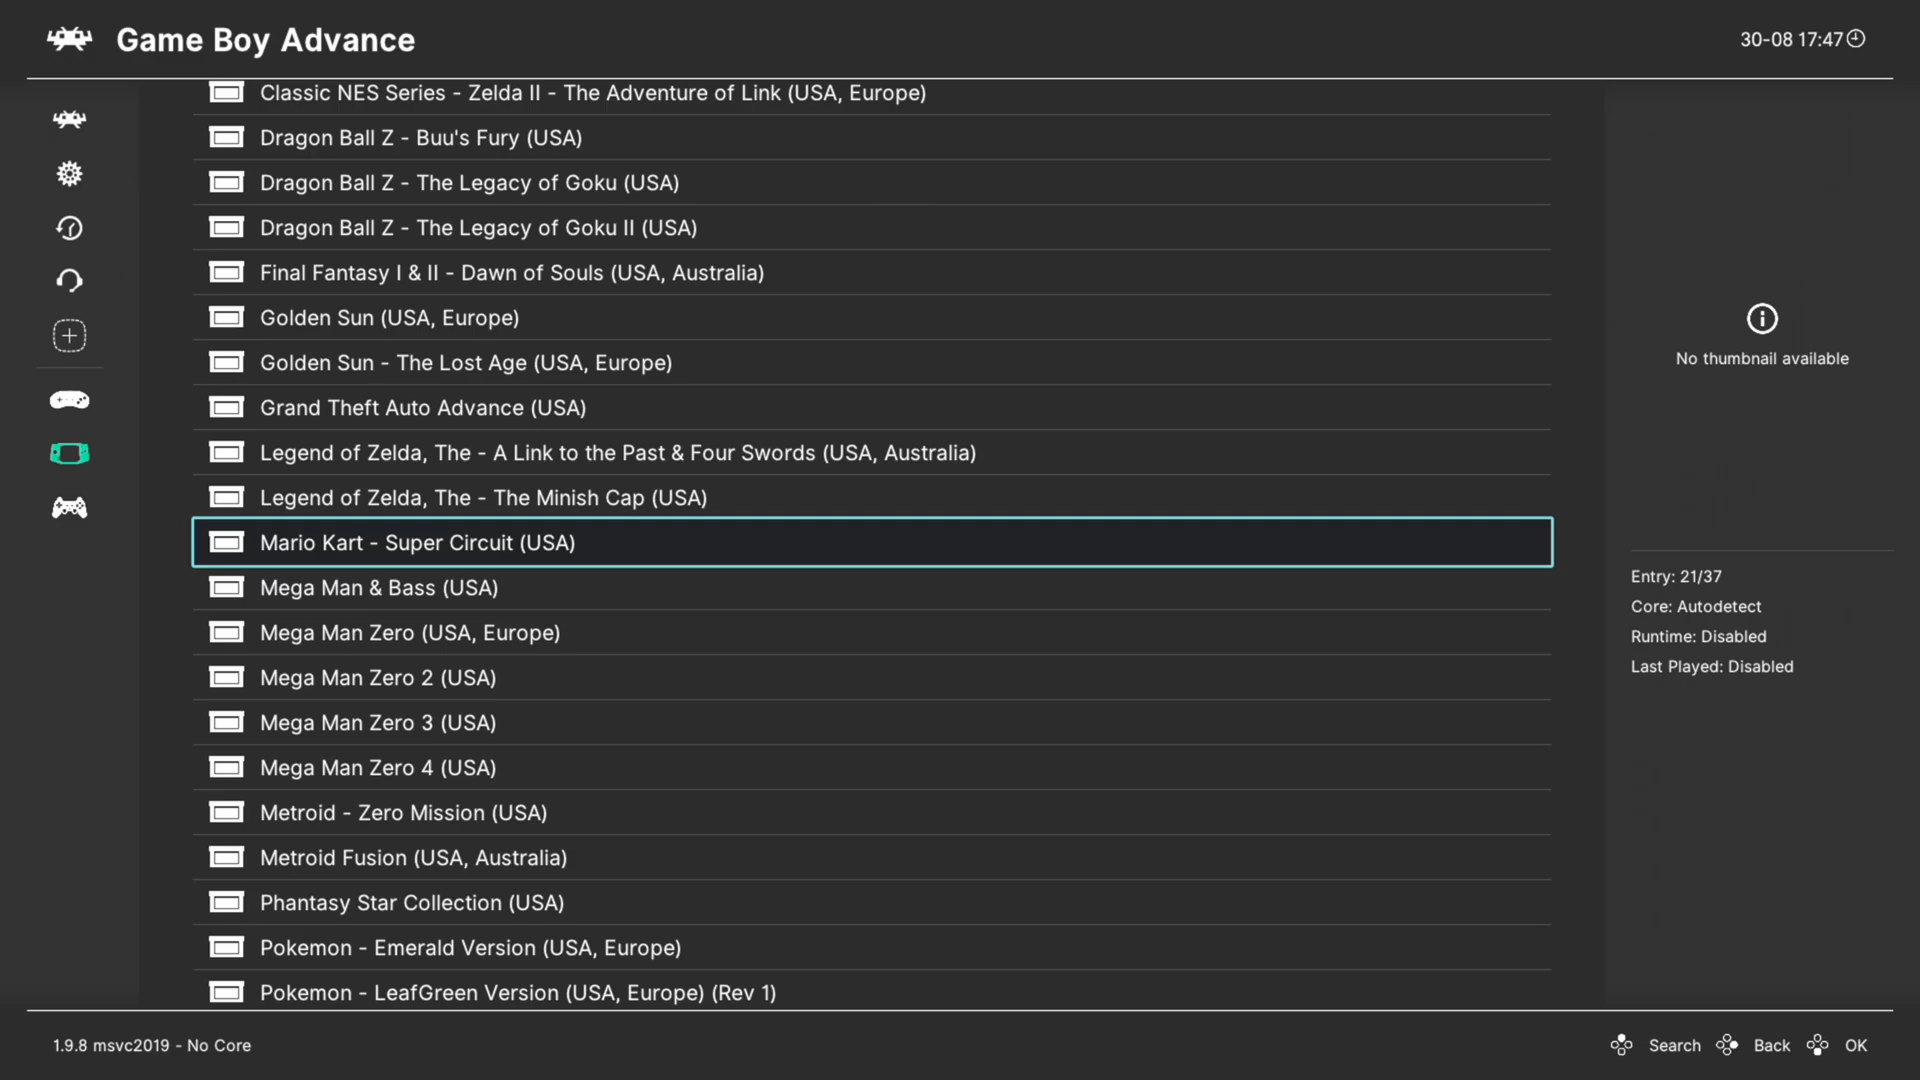 Game Boy Advance
30-08 17:47
Classic NES Series - Zelda II - The Adventure of Link (USA, Europe)
Dragon Ball Z - Buu's Fury (USA)
Dragon Ball Z - The Legacy of Goku (USA)
Dragon Ball Z - The Legacy of Goku II (USA)
Final Fantasy I & II - Dawn of Souls (USA, Australia)
Golden Sun (USA, Europe)
Golden Sun - The Lost Age (USA, Europe)
Grand Theft Auto Advance (USA)
Legend of Zelda, The - A Link to the Past & Four Swords (USA, Australia)
Legend of Zelda, The - The Minish Cap (USA)
Mario Kart - Super Circuit (USA)
Mega Man & Bass (USA)
Mega Man Zero (USA, Europe)
Mega Man Zero 2 (USA)
Mega Man Zero 3 (USA)
Mega Man Zero 4 (USA)
Metroid - Zero Mission (USA)
Metroid Fusion (USA, Australia)
Phantasy Star Collection (USA)
Pokemon - Emerald Version (USA, Europe)
Pokemon - LeafGreen Version (USA, Europe) (Rev 1)
No thumbnail available
Entry: 21/37
Core: Autodetect
Runtime: Disabled
Last Played: Disabled
1.9.8 msvc2019 - No Core
Search Back OK